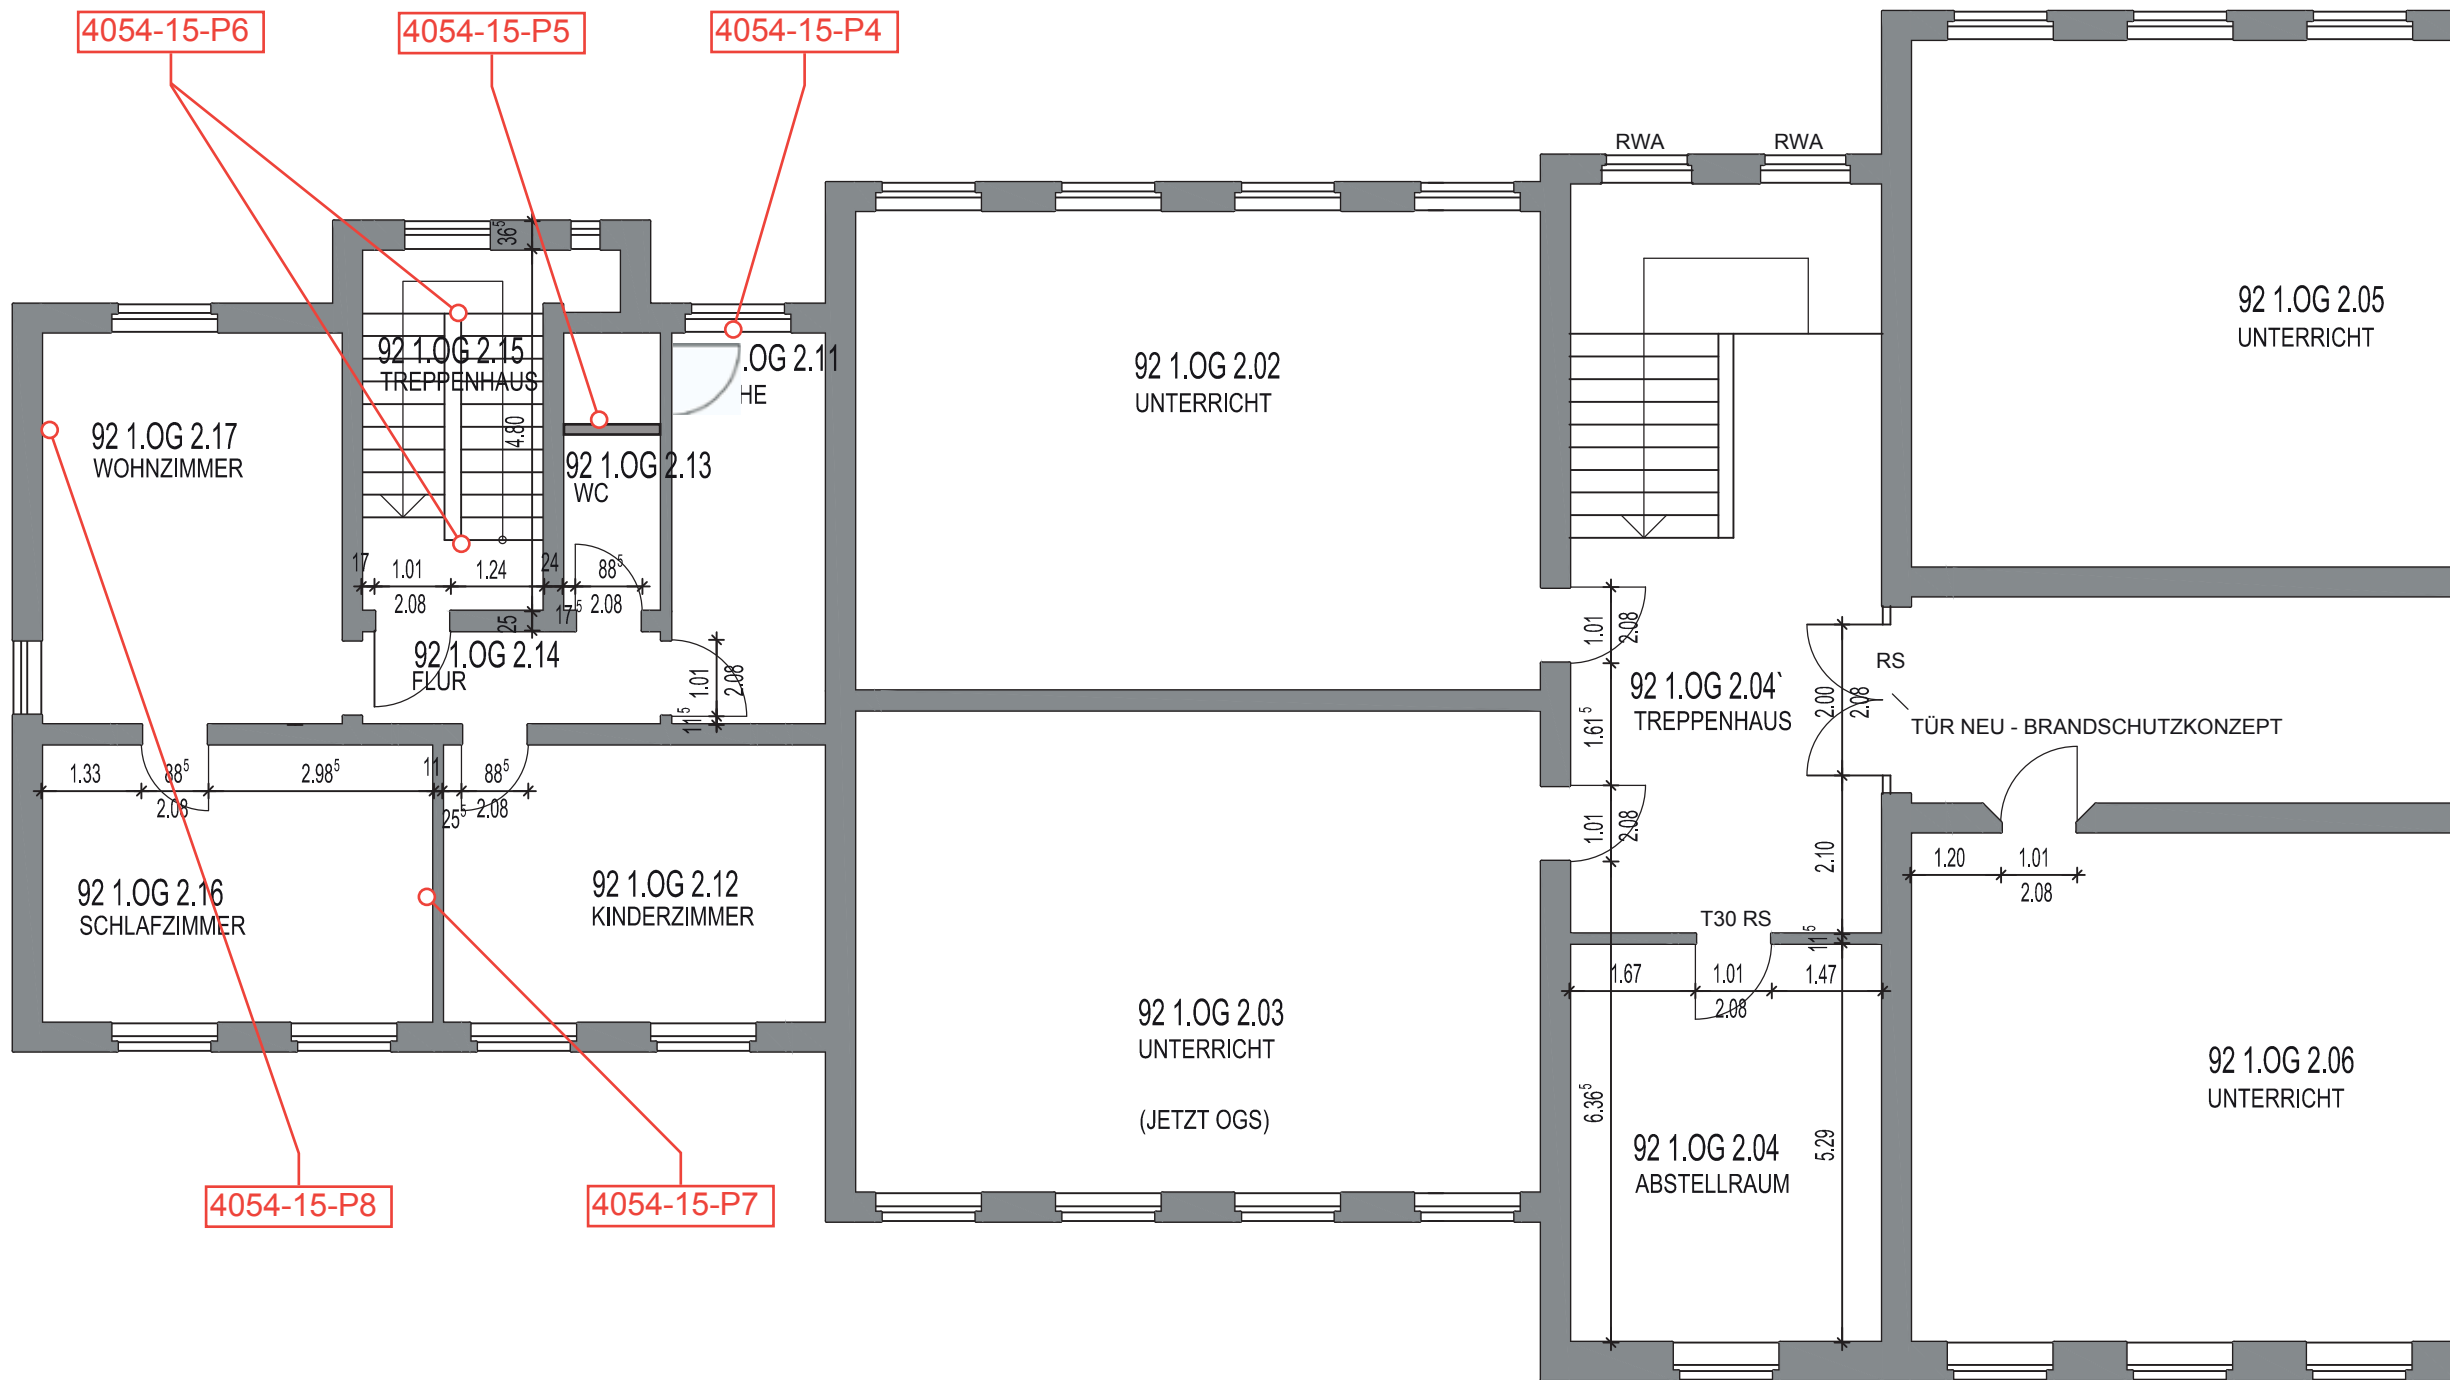 4054-15-P6
4054-15-P5
4054-15-P4
RWA
RWA
36⁵
92 1.OG 2.15
TREPPENHAUS
4.80
.OG 2.11
HE
92 1.OG 2.02
UNTERRICHT
92 1.OG 2.05
UNTERRICHT
92 1.OG 2.17
WOHNZIMMER
92 1.OG 2.13
WC
17
1.01
1.24
24
88⁵
2.08
17⁵
2.08
25
92 1.OG 2.14
FLUR
1.01
2.08
11⁵
1.01
2.08
1.61⁵
92 1.OG 2.04`
TREPPENHAUS
2.00
2.08
RS
TÜR NEU - BRANDSCHUTZKONZEPT
1.33
88⁵
2.98⁵
11
88⁵
2.08
25⁵
2.08
1.01
2.08
2.10
1.20
1.01
2.08
92 1.OG 2.16
SCHLAFZIMMER
92 1.OG 2.12
KINDERZIMMER
T30 RS
11⁵
1.67
1.01
1.47
2.08
92 1.OG 2.03
UNTERRICHT
(JETZT OGS)
6.36⁵
5.29
92 1.OG 2.04
ABSTELLRAUM
92 1.OG 2.06
UNTERRICHT
4054-15-P8
4054-15-P7